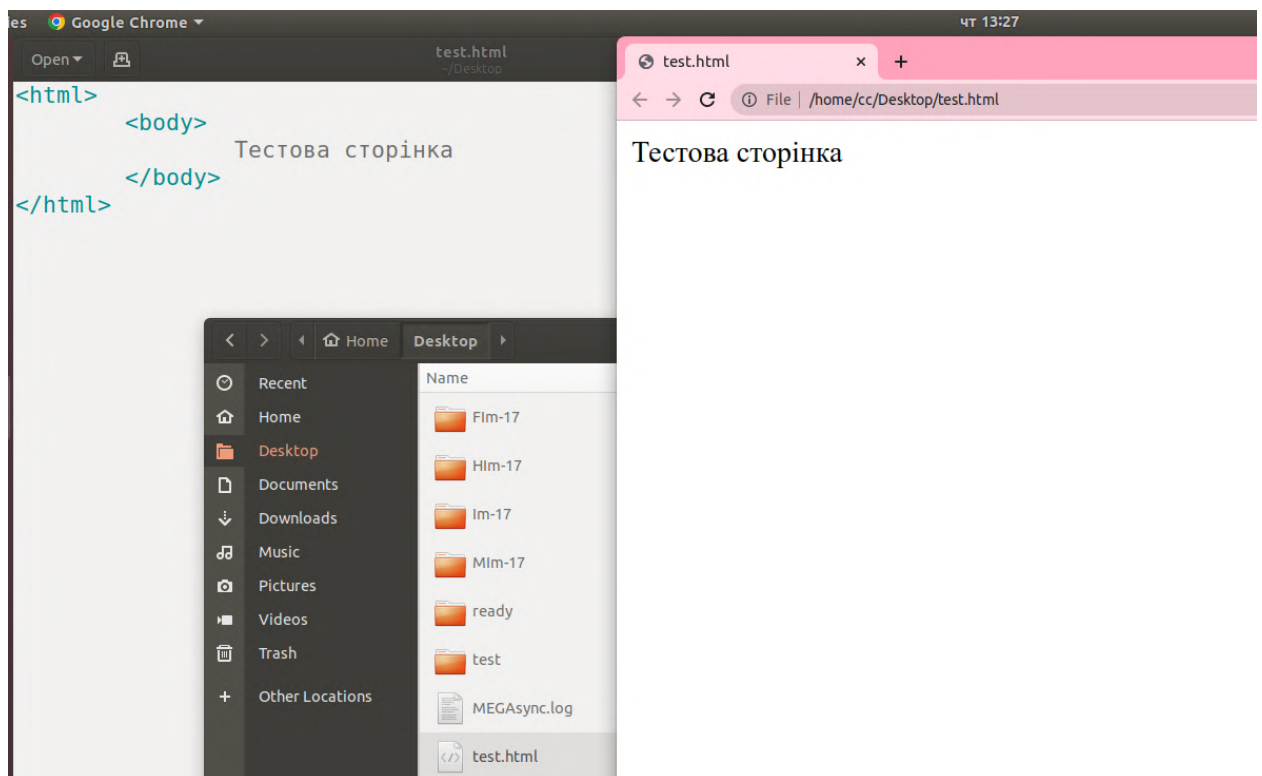 ies Google Chrome
чт 13:27
Open
test.html
~/Desktop
<html>
<body>
Тестова сторінка
</body>
</html>
test.html
File /home/cc/Desktop/test.html
Тестова сторінка
Home Desktop
Recent
Home
Desktop
Documents
Downloads
Music
Pictures
Videos
Trash
Other Locations
Name
FIm-17
HIm-17
Im-17
MIm-17
ready
test
MEGAsync.log
test.html